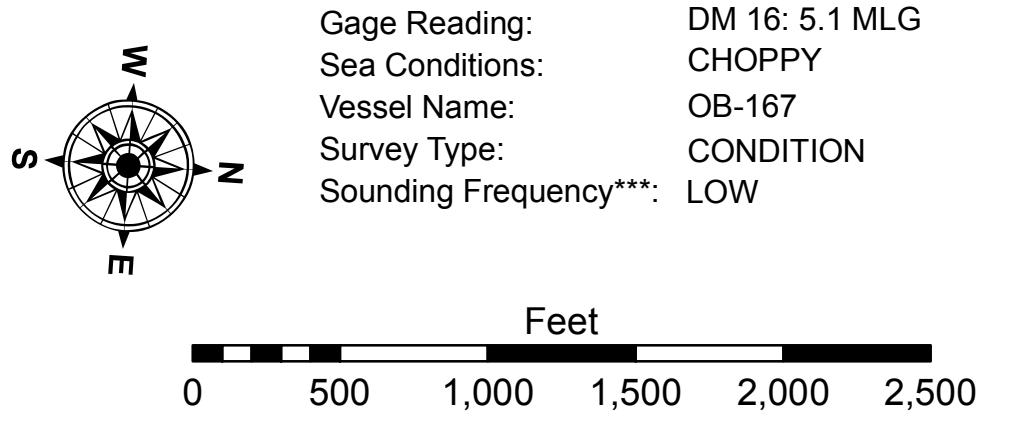 W
S
N
E
Gage Reading: DM 16: 5.1 MLG
Sea Conditions: CHOPPY
Vessel Name: OB-167
Survey Type: CONDITION
Sounding Frequency***: LOW
Feet
0 500 1,000 1,500 2,000 2,500